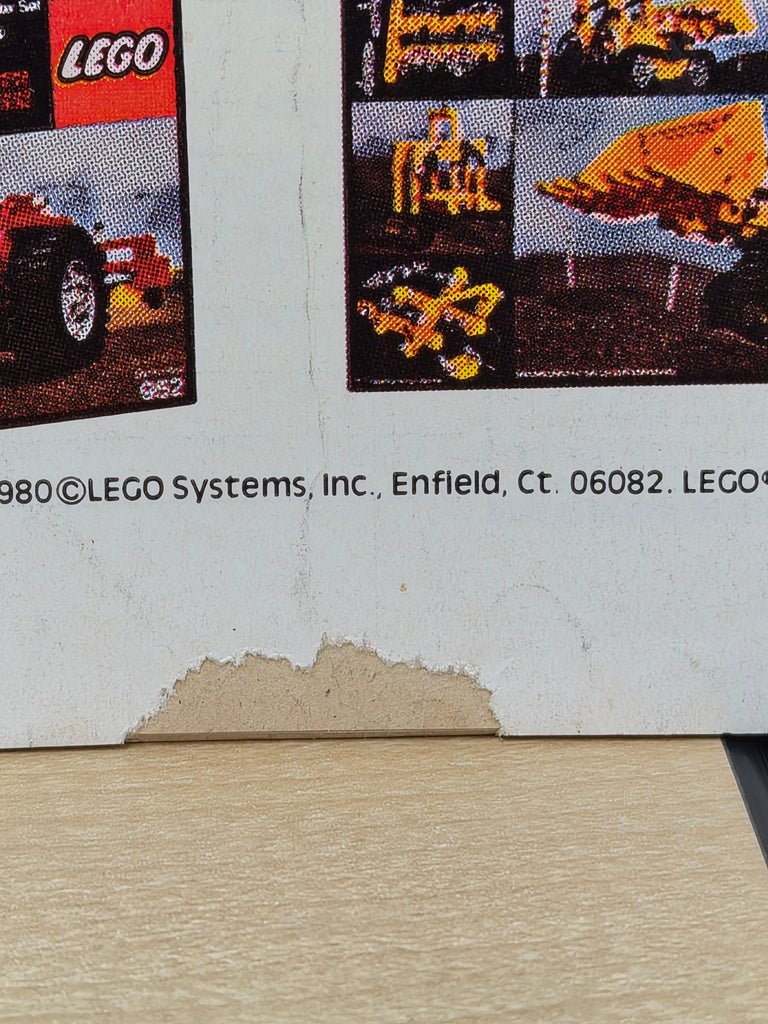 LEGO
952
980©LEGO Systems, Inc., Enfield, Ct. 06082. LEGO®